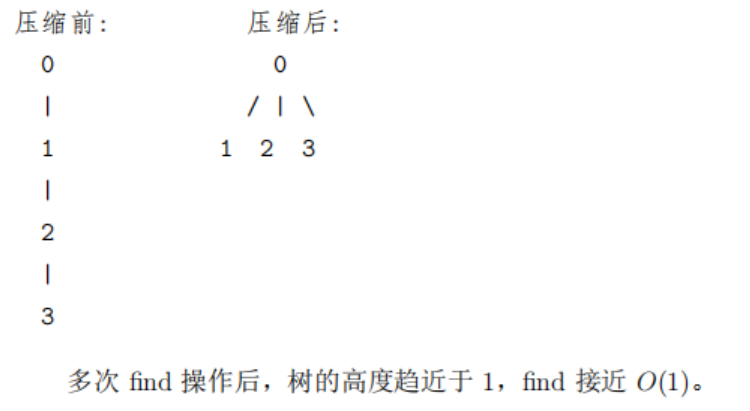 压缩前: 压缩后:
0 0
| / | \
1 1 2 3
|
2
|
3
多次 find 操作后，树的高度趋近于 1，find 接近 O(1)。